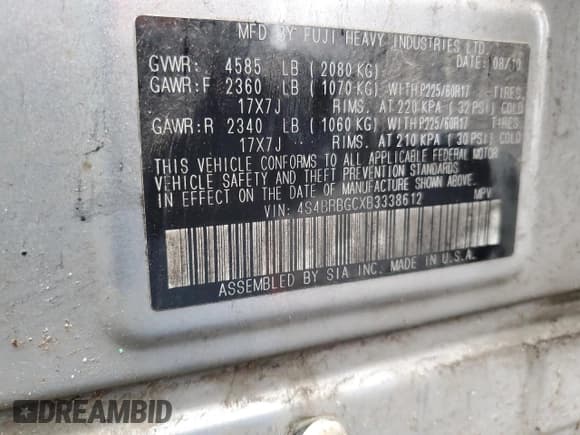 MFD BY FUJI HEAVY INDUSTRIES LTD.
GVWR: 4585 LB ( 2080 KG) DATE: 08/10
GAWR:F 2360 LB ( 1070 KG) WITH P225/60R17 TIRES
17X7J RIMS, AT 220 KPA ( 32 PSI) COLD
GAWR:R 2340 LB ( 1060 KG) WITH P225/60R17 TIRES
17X7J RIMS, AT 210 KPA ( 30 PSI) COLD
THIS VEHICLE CONFORMS TO ALL APPLICABLE FEDERAL MOTOR
VEHICLE SAFETY AND THEFT PREVENTION STANDARDS
IN EFFECT ON THE DATE OF MANUFACTURE SHOWN ABOVE.
VIN: 4S4BRBGCXB3338612 MPV
ASSEMBLED BY SIA INC. MADE IN U.S.A.
DREAMBID